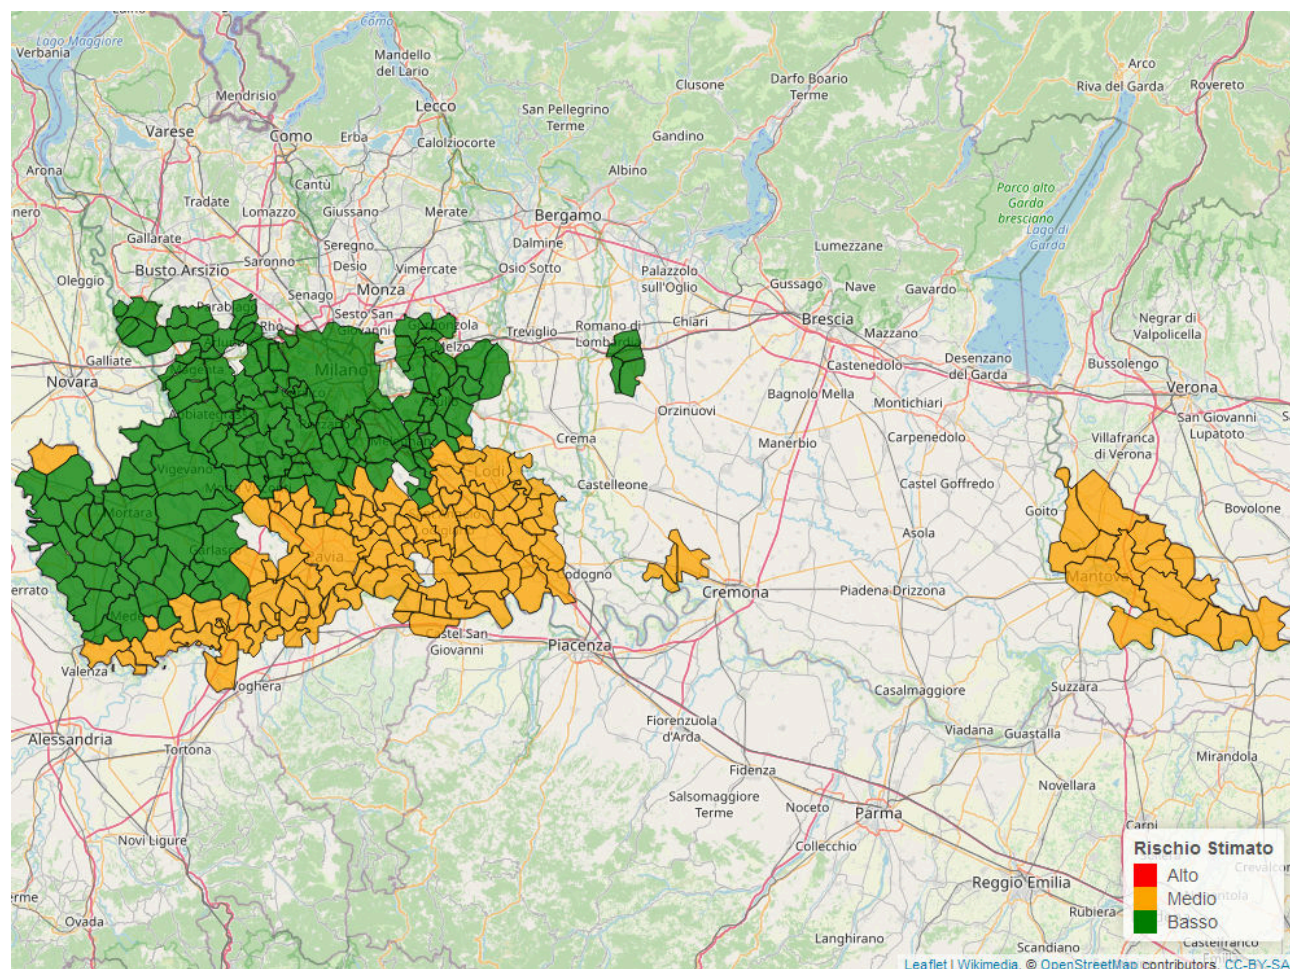 Lago Maggiore
Verbania
Como
Mandello
del Lario
Clusone
Darfo Boario
Terme
Arco
Riva del Garda
Rovereto
Mendrisio
Lecco
San Pellegrino
Terme
Varese
Como
Erba
Calolziocorte
Gandino
Arona
Albino
Cantù
Parco alto
Garda
bresciano
Tradate
Lomazzo
Giussano
Merate
Bergamo
Lago di
Garda
Gallarate
Seregno
Dalmine
Lumezzane
Saronno
Desio
Vimercate
Osio Sotto
Palazzolo
sull'Oglio
Busto Arsizio
Oleggio
Senago
Monza
Gussago
Nave
Gavardo
Parabiago
Sesto San
Giovanni
Rho
Gorgonzola
Treviglio
Romano di
Lombardia
Chiari
Brescia
Mazzano
Negrar di
Valpolicella
Melzo
Galliate
Magenta
Milano
Castenedolo
Desenzano
del Garda
Bussolengo
Novara
Verona
Bagnolo Mella
Montichiari
Orzinuovi
San Giovanni
Lupatoto
Crema
Manerbio
Carpenedolo
Villafranca
di Verona
Vigevano
Lodi
Castelleone
Castel Goffredo
Mortara
Goito
Bovolone
Asola
Garlasco
Pavia
Codogno
Mantova
Cremona
Piadena Drizzona
Mede
Castel San
Giovanni
Piacenza
Valenza
Voghera
Casalmaggiore
Suzzara
Fiorenzuola
d'Arda
Viadana
Guastalla
Alessandria
Tortona
Mirandola
Fidenza
Novellara
Salsomaggiore
Terme
Noceto
Parma
Carpi
Novi Ligure
Collecchio
Reggio Emilia
Rubiera
Ovada
Langhirano
Scandiano
Castelfranco
Rischio Stimato
Alto
Medio
Basso
Leaflet | Wikimedia, © OpenStreetMap contributors, CC-BY-SA